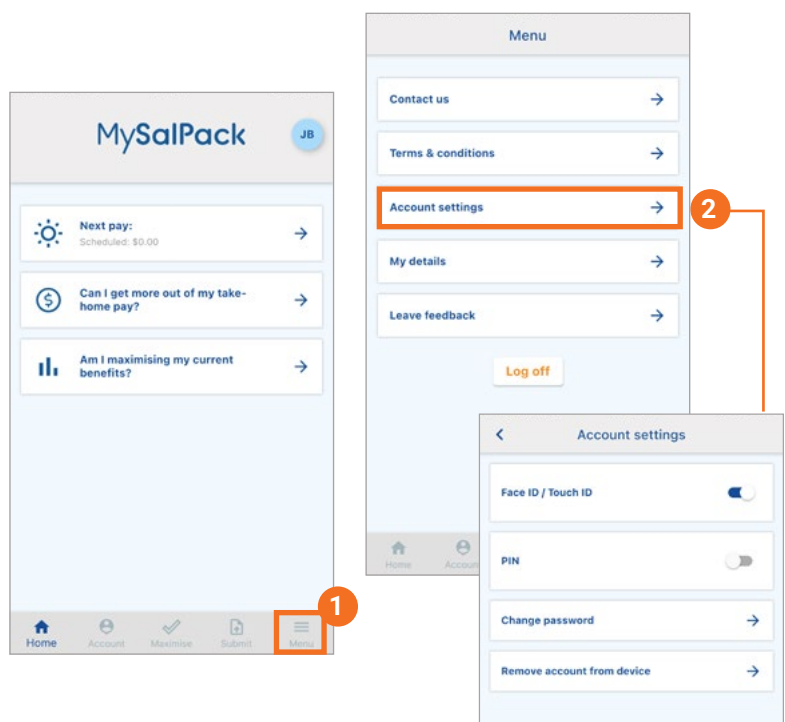 MySalPack
JB
Next pay:
Scheduled: $0.00
Can I get more out of my take-
home pay?
Am I maximising my current
benefits?
Home
Account
Maximise
Submit
Menu
1
Menu
Contact us
Terms & conditions
Account settings
2
My details
Leave feedback
Log off
Home
Accoun
Account settings
Face ID / Touch ID
PIN
Change password
Remove account from device